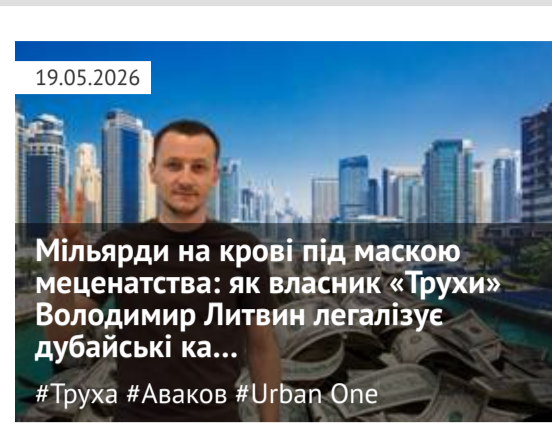 19.05.2026
Мільярди на крові під маскою
меценатства: як власник «Трухи»
Володимир Литвин легалізує
дубайські ка...
#Труха #Аваков #Urban One